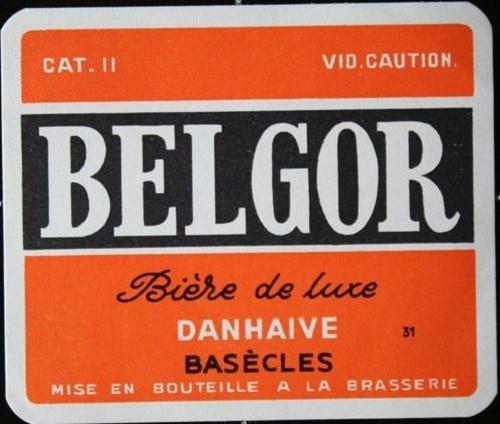 CAT. II VID.CAUTION.
BELGOR
Bière de luxe
DANHAIVE 31
BASÈCLES
MISE EN BOUTEILLE A LA BRASSERIE